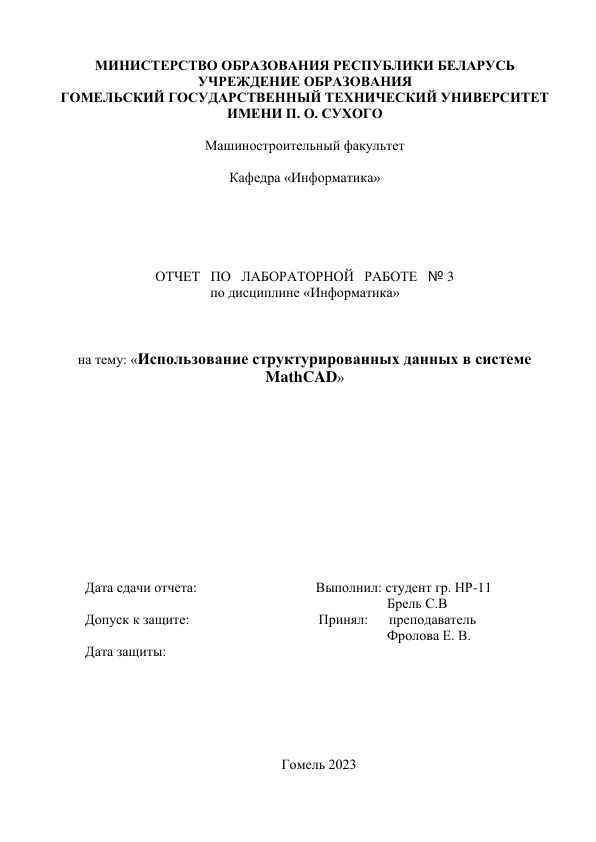 МИНИСТЕРСТВО ОБРАЗОВАНИЯ РЕСПУБЛИКИ БЕЛАРУСЬ
УЧРЕЖДЕНИЕ ОБРАЗОВАНИЯ
ГОМЕЛЬСКИЙ ГОСУДАРСТВЕННЫЙ ТЕХНИЧЕСКИЙ УНИВЕРСИТЕТ
ИМЕНИ П. О. СУХОГО
Машиностроительный факультет
Кафедра «Информатика»
ОТЧЕТ ПО ЛАБОРАТОРНОЙ РАБОТЕ № 3
по дисциплине «Информатика»
на тему: «Использование структурированных данных в системе
MathCAD»
Дата сдачи отчета: Выполнил: студент гр. НР-11
Брель С.В
Допуск к защите: Принял: преподаватель
Фролова Е. В.
Дата защиты:
Гомель 2023